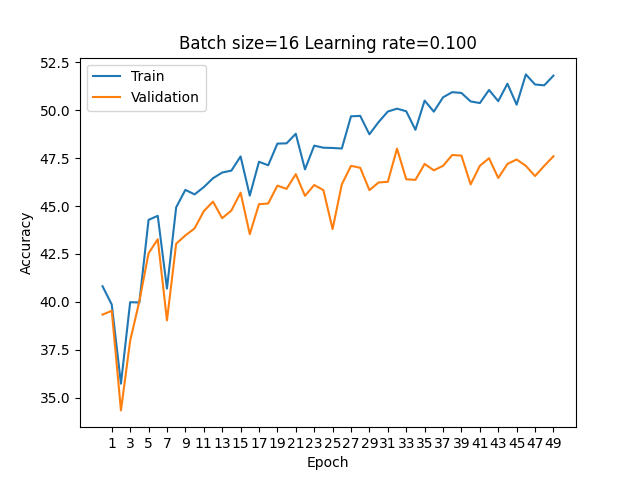 Batch size=16 Learning rate=0.100
Train
Validation
52.5
50.0
47.5
45.0
42.5
40.0
37.5
35.0
Accuracy
1 3 5 7 9 11 13 15 17 19 21 23 25 27 29 31 33 35 37 39 41 43 45 47 49
Epoch